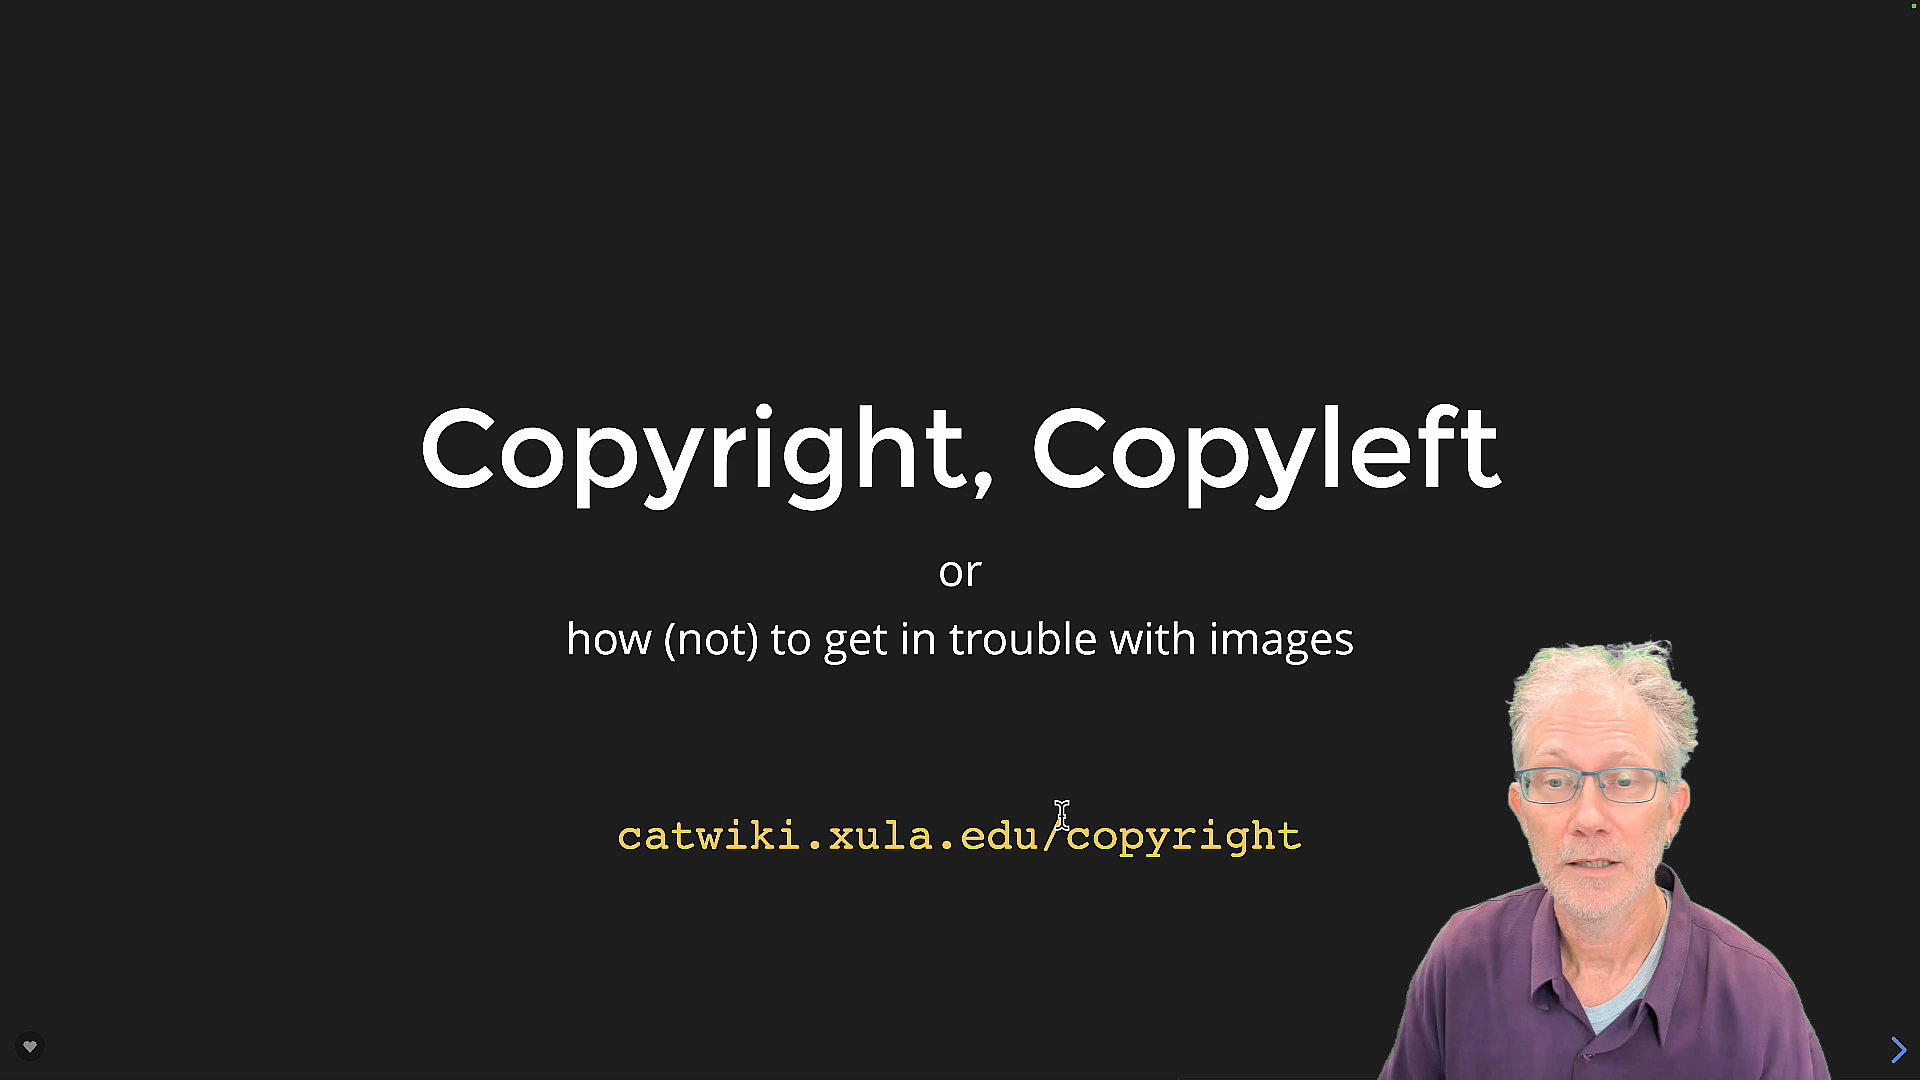 Copyright, Copyleft
or
how (not) to get in trouble with images
catwiki.xula.edu/copyright